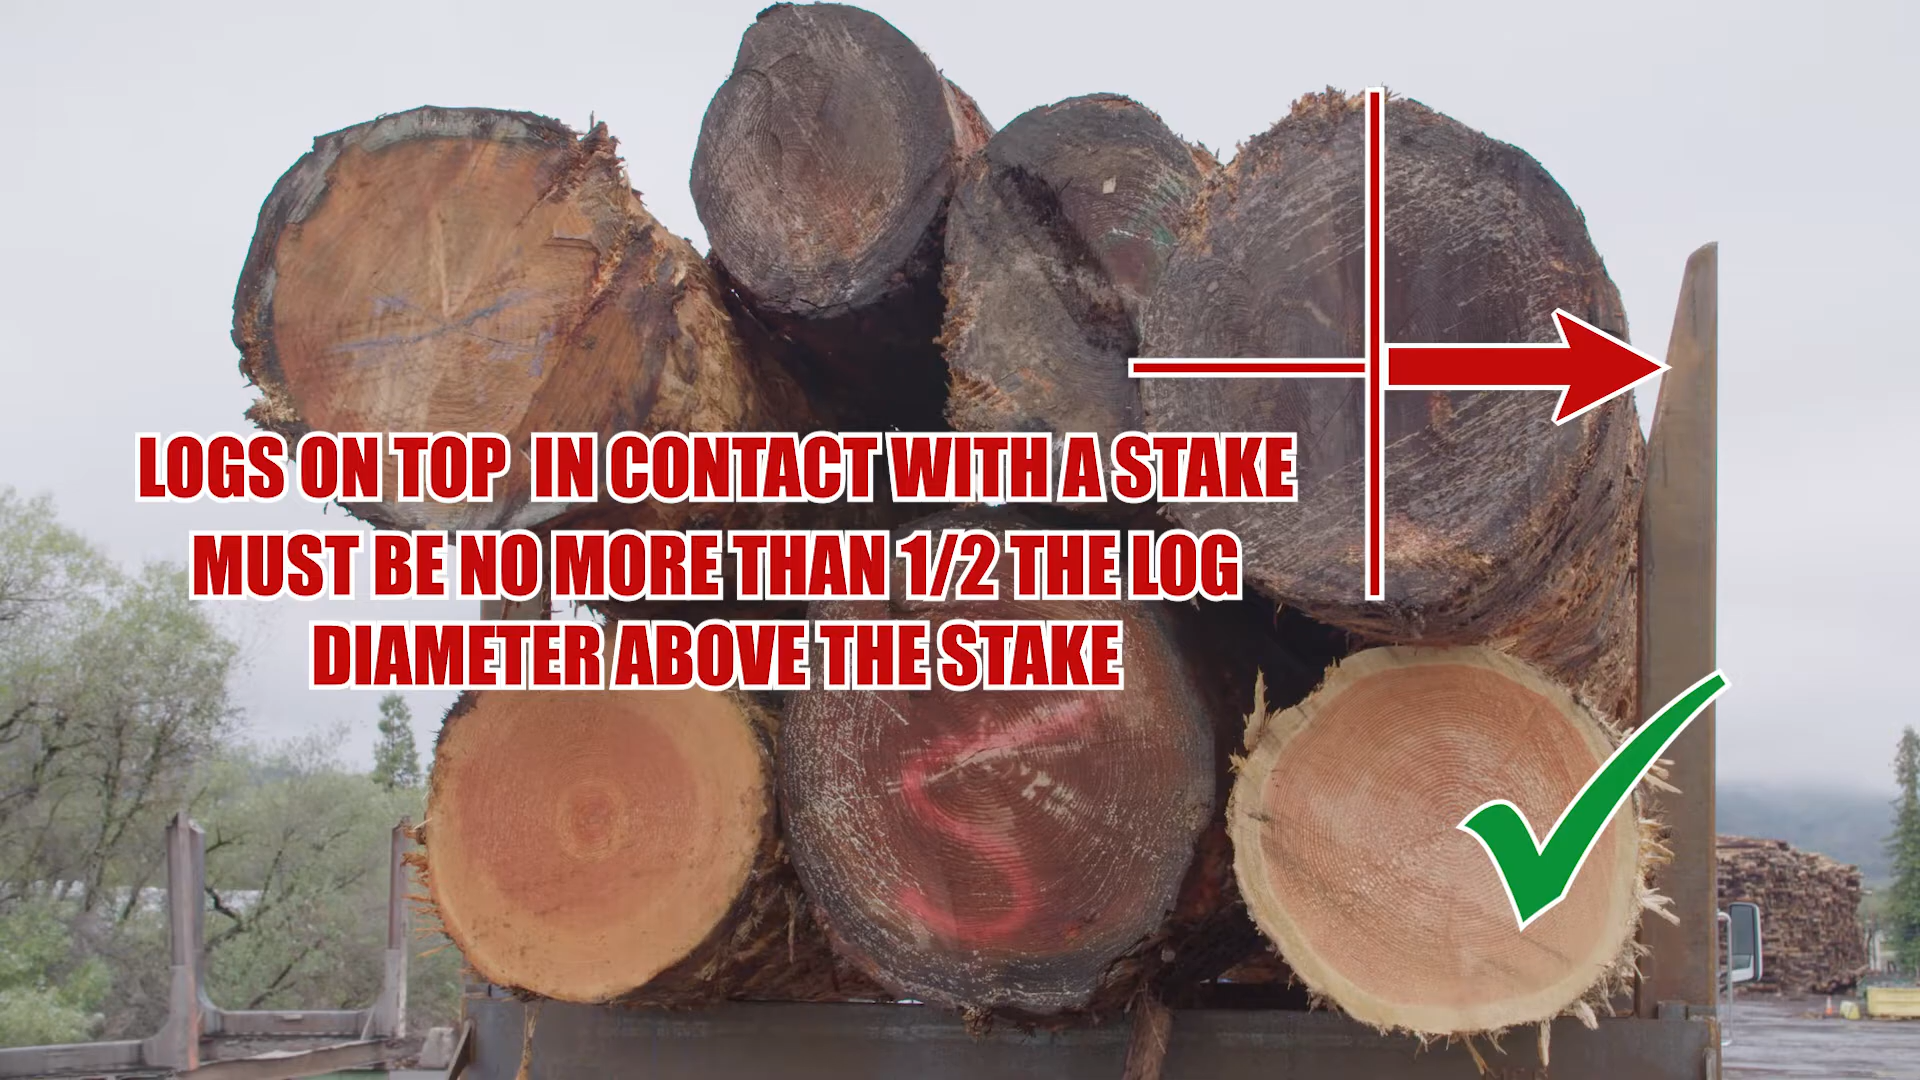 LOGS ON TOP  IN CONTACT WITH A STAKE
MUST BE NO MORE THAN 1/2 THE LOG
DIAMETER ABOVE THE STAKE
S